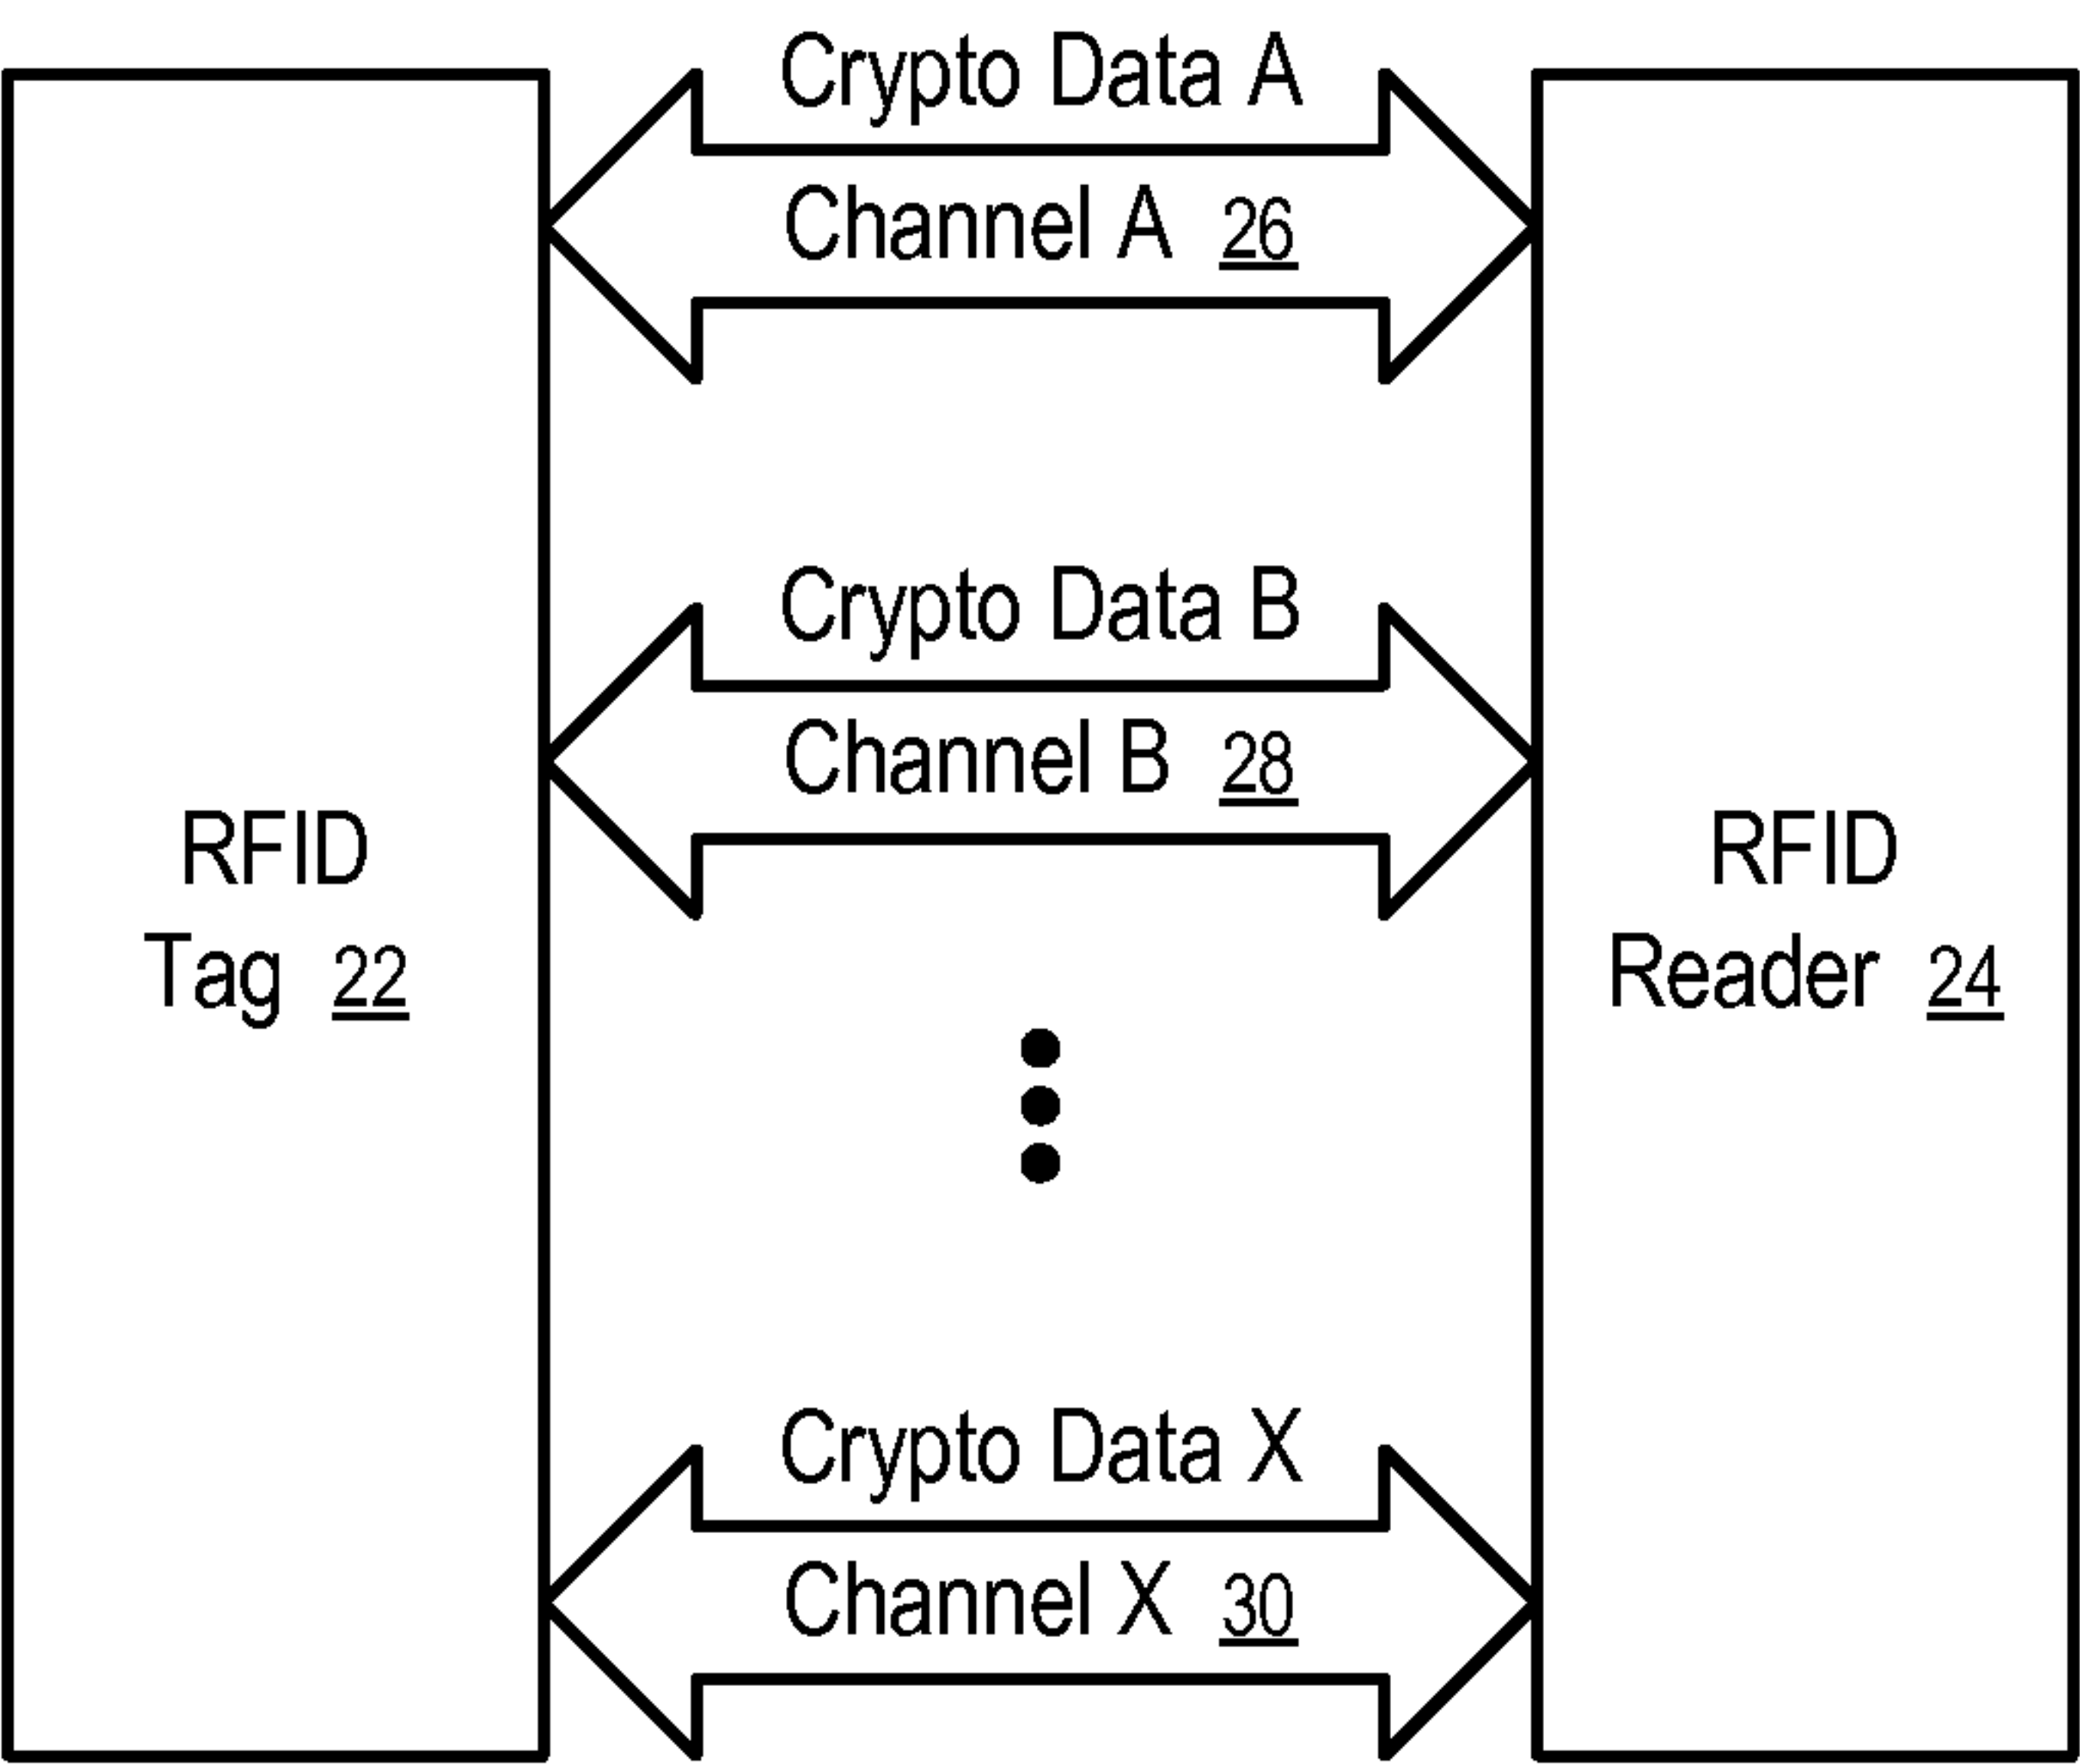 Crypto Data A
Channel A 26
Crypto Data B
Channel B 28
RFID
Tag 22
RFID
Reader 24
Crypto Data X
Channel X 30